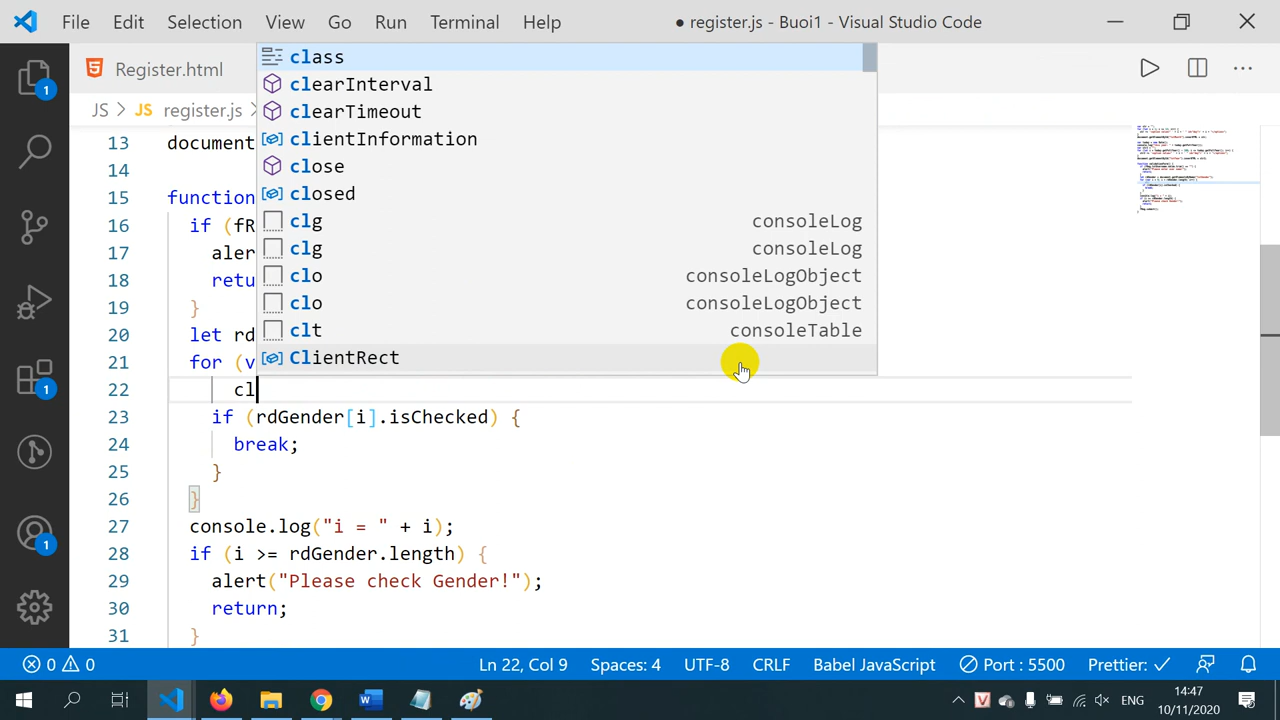 File Edit Selection View Go Run Terminal Help ● register.js - Buoi1 - Visual Studio Code
Register.html
JS > JS register.js >
class
clearInterval
clearTimeout
clientInformation
close
closed
clg consoleLog
clg consoleLog
clo consoleLogObject
clo consoleLogObject
clt consoleTable
ClientRect
13 document
14
15 function
16 if (fR
17 aler
18 retu
19 }
20 let rd
21 for (v
22 cl
23 if (rdGender[i].isChecked) {
24 break;
25 }
26 }
27 console.log("i = " + i);
28 if (i >= rdGender.length) {
29 alert("Please check Gender!");
30 return;
31 }
1
1
1
0 0 Ln 22, Col 9 Spaces: 4 UTF-8 CRLF Babel JavaScript Port : 5500 Prettier: ✓
ENG
14:47
10/11/2020